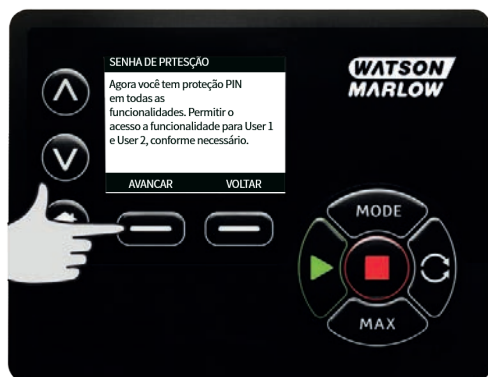 SENHA DE PRTESÇÃO
Agora você tem proteção PIN
em todas as
funcionalidades. Permitir o
acesso a funcionalidade para User 1
e User 2, conforme necessário.
AVANCAR VOLTAR
WATSON
MARLOW
MODE
MAX